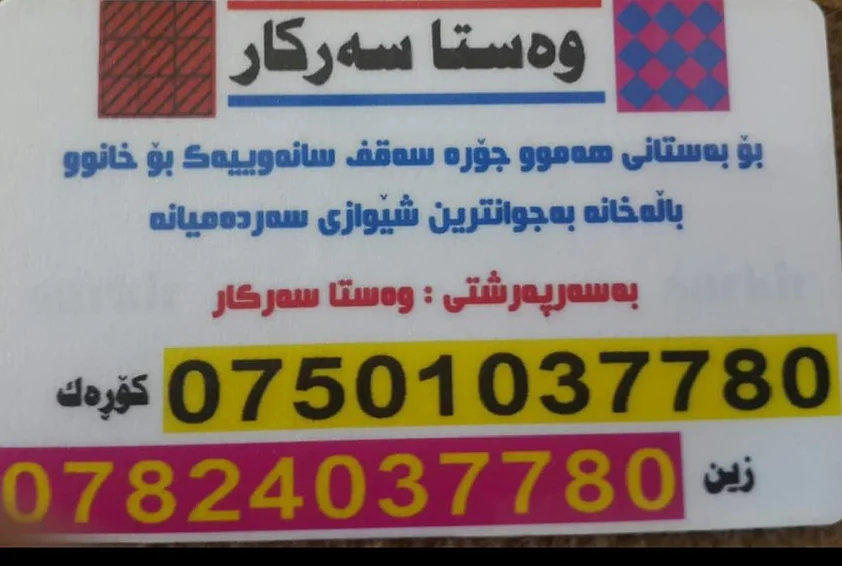 وەستا سەرکار
بۆ بەستانی هەموو جۆرە سەقف سانەوییەک بۆ خانوو
باڵەخانە بەجوانترین شێوازی سەردەمیانە
بەسەرپەرشتی : وەستا سەرکار
07501037780 کۆڕەك
07824037780 زین